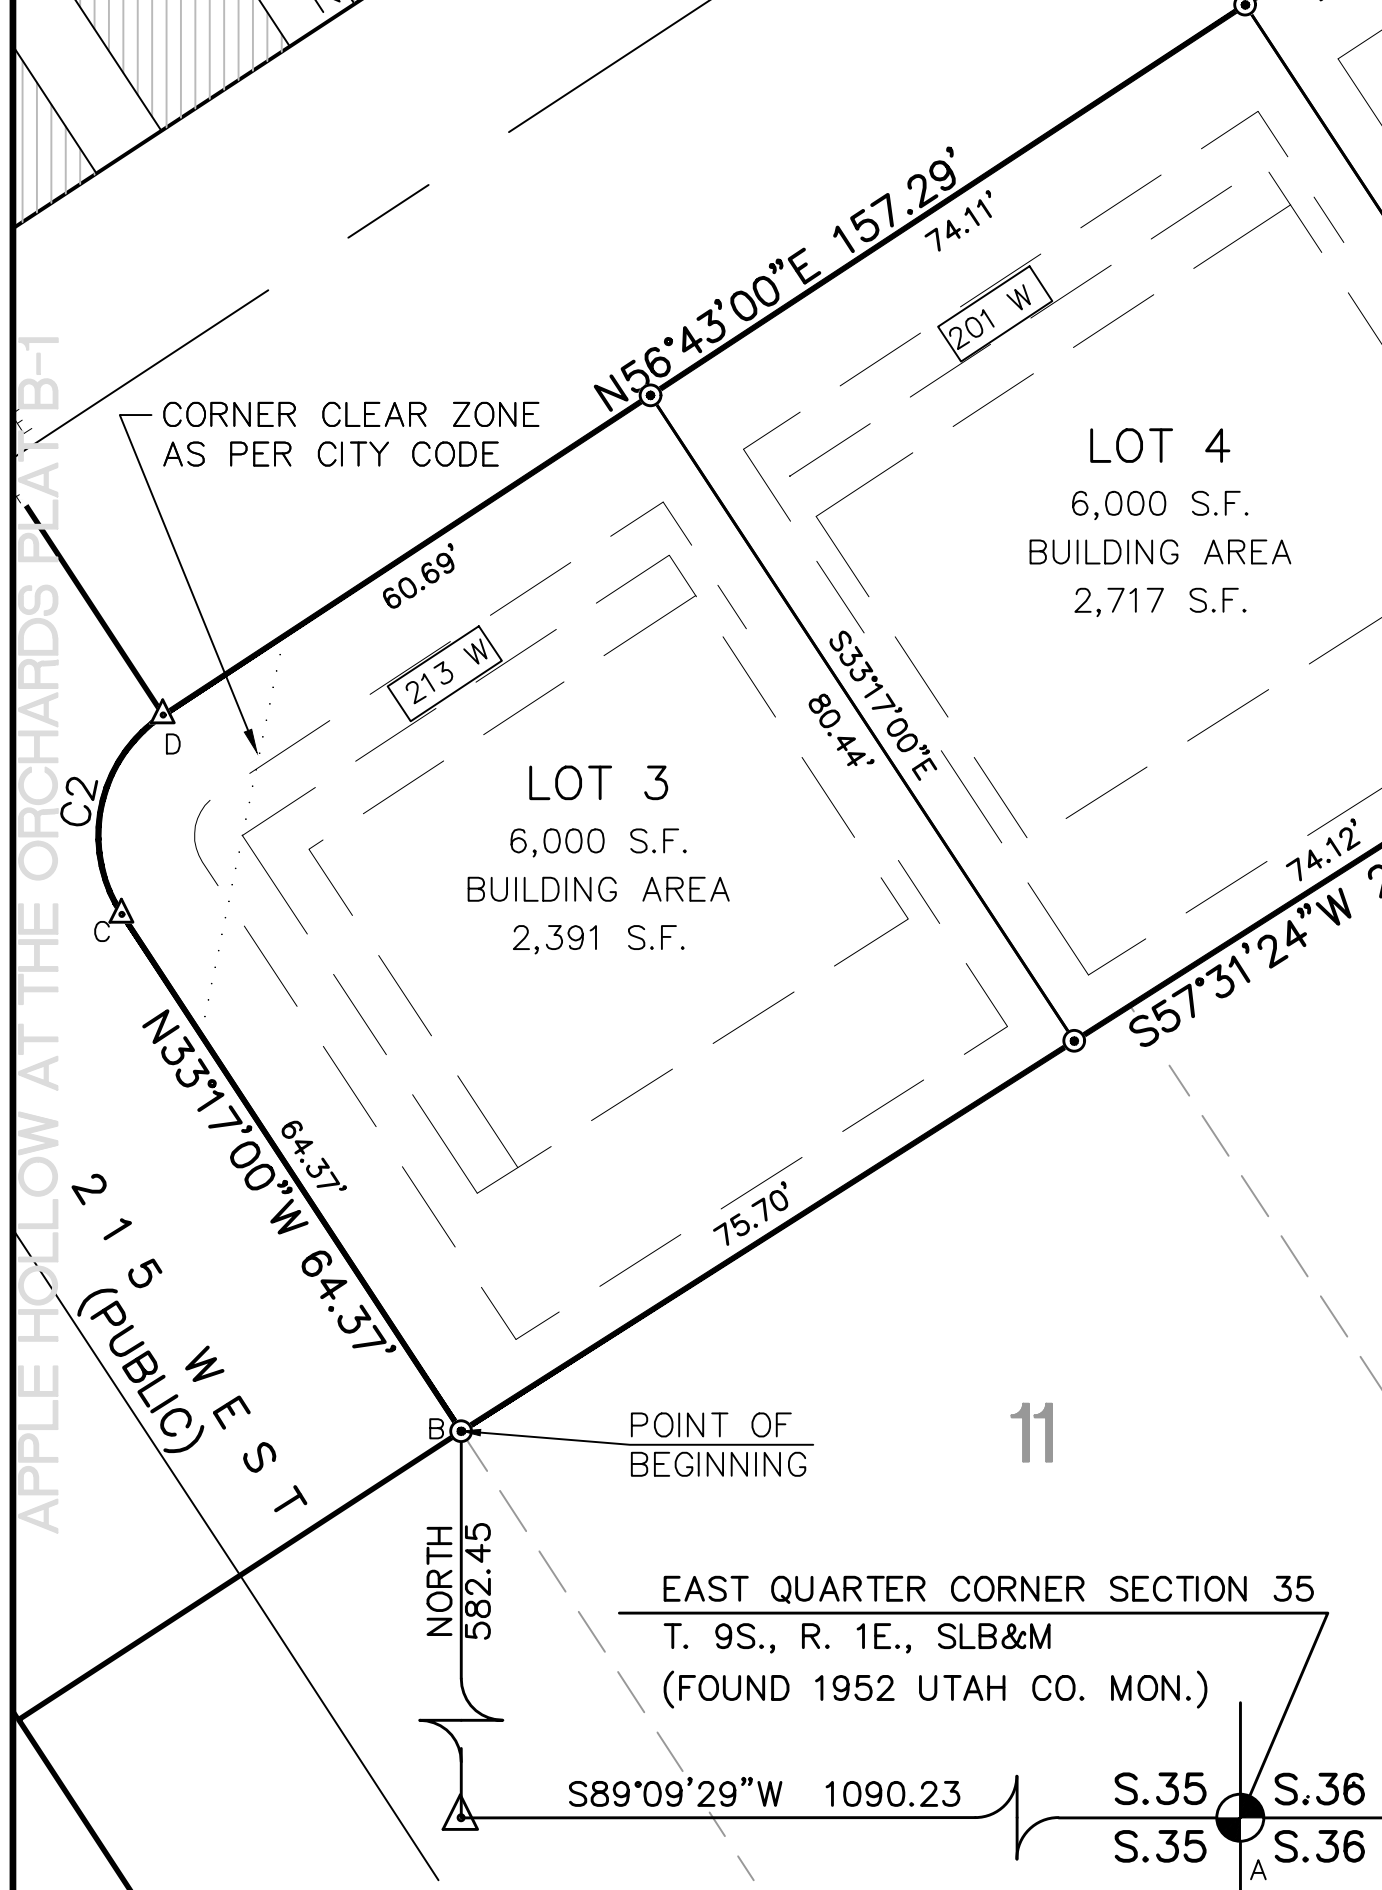 N56°43'00"E 157.29'
74.11'
201 W
CORNER CLEAR ZONE
AS PER CITY CODE
LOT 4
6,000 S.F.
BUILDING AREA
2,717 S.F.
60.69'
213 W
S33°17'00"E
80.44'
D
C2
LOT 3
6,000 S.F.
BUILDING AREA
2,391 S.F.
74.12'
S57°31'24"W
C
N33°17'00"W 64.37'
64.37'
75.70'
APPLE HOLLOW AT THE ORCHARDS PLAT B-1
215 WEST
(PUBLIC)
B
POINT OF
BEGINNING
11
NORTH
582.45
EAST QUARTER CORNER SECTION 35
T. 9S., R. 1E., SLB&M
(FOUND 1952 UTAH CO. MON.)
S89°09'29"W 1090.23
S.35 S.36
S.35 S.36
A